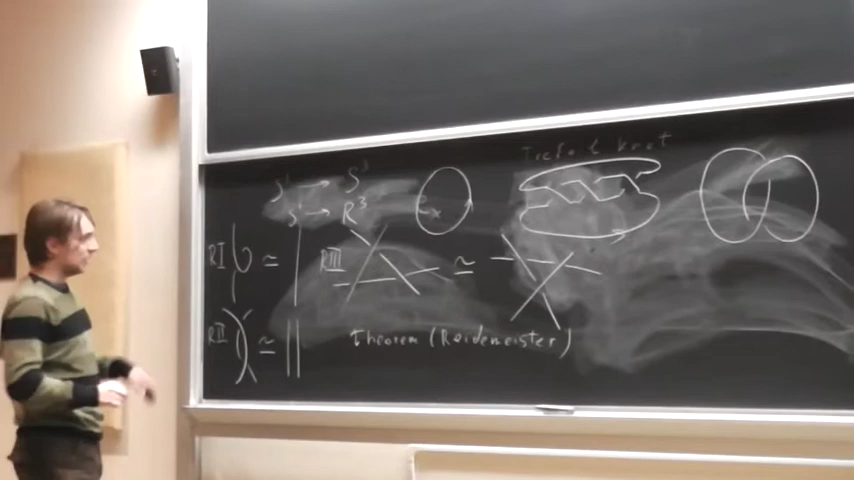 Trefoil knot
S¹ → S³
S¹ → R³
RI ≃
RIII ≃
RII ≃
theorem (Reidemeister)